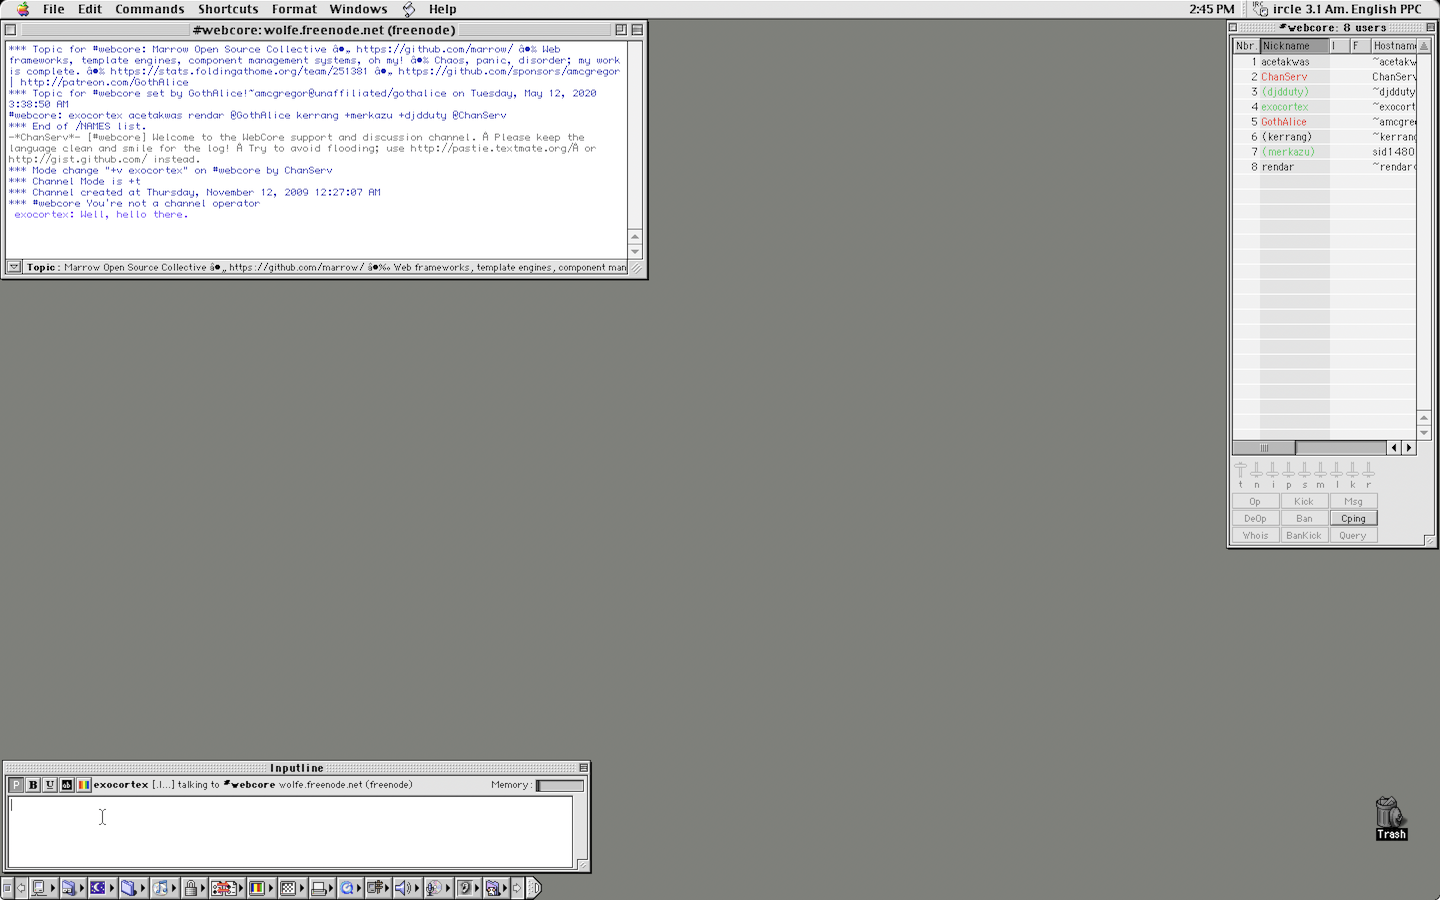 File Edit Commands Shortcuts Format Windows Help 2:45 PM ircle 3.1 Am. English PPC
#webcore: wolfe.freenode.net (freenode)
*** Topic for #webcore: Marrow Open Source Collective â●„ https://github.com/marrow/ â●% Web
frameworks, template engines, component management systems, oh my! â●% Chaos, panic, disorder; my work
is complete. â●% https://stats.foldingathome.org/team/251381 â●„ https://github.com/sponsors/amcgregor
| http://patreon.com/GothAlice
*** Topic for #webcore set by GothAlice!~amcgregor@unaffiliated/gothalice on Tuesday, May 12, 2020
3:38:50 AM
#webcore: exocortex acetakwas rendar @GothAlice kerrang +merkazu +djdduty @ChanServ
*** End of /NAMES list.
-*ChanServ*- [#webcore] Welcome to the WebCore support and discussion channel. Â Please keep the
language clean and smile for the log! Â Try to avoid flooding; use http://pastie.textmate.org/Â or
http://gist.github.com/ instead.
*** Mode change "+v exocortex" on #webcore by ChanServ
*** Channel Mode is +t
*** Channel created at Thursday, November 12, 2009 12:27:07 AM
*** #webcore You're not a channel operator
exocortex: Well, hello there.
Topic: Marrow Open Source Collective â●„ https://github.com/marrow/ â●‰ Web frameworks, template engines, component man
#webcore: 8 users
Nbr. Nickname I F Hostnam
1 acetakwas ~acetakw
2 ChanServ ChanServ
3 (djdduty) ~djdduty
4 exocortex ~exocort
5 GothAlice ~amcgre
6 (kerrang) ~kerran
7 (merkazu) sid1480
8 rendar ~rendar
t n i p s m l k r
Op Kick Msg
DeOp Ban Cping
Whois BanKick Query
Inputline
P B U ab exocortex [.I...] talking to #webcore wolfe.freenode.net (freenode) Memory:
Trash